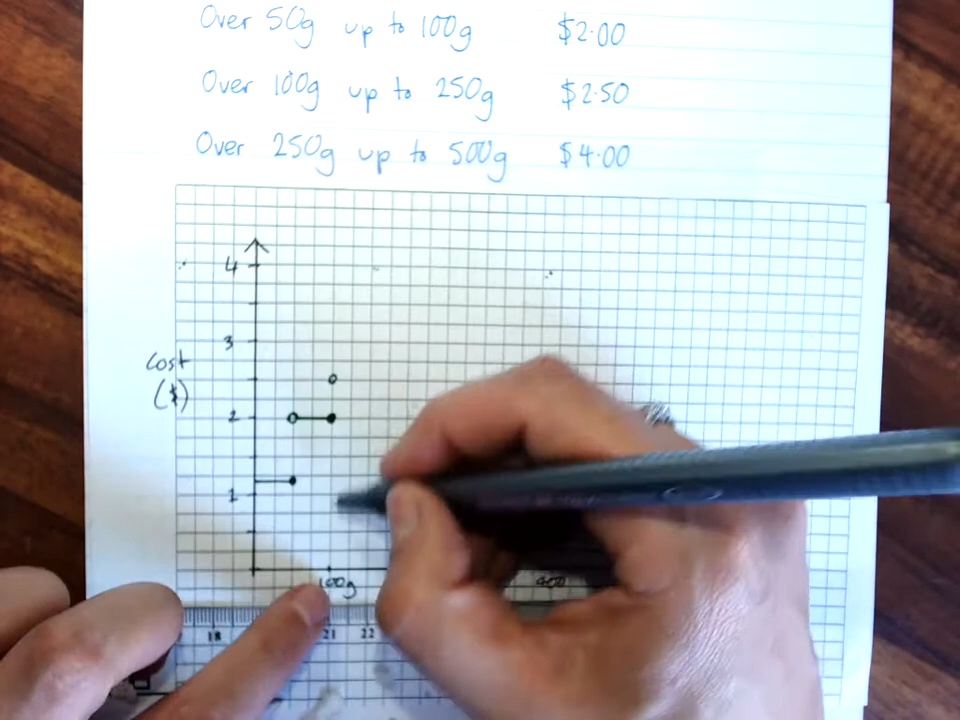 Over 50g up to 100g $2.00
Over 100g up to 250g $2.50
Over 250g up to 500g $4.00
4
3
Cost
($)
2
1
100g 400
18 21 22